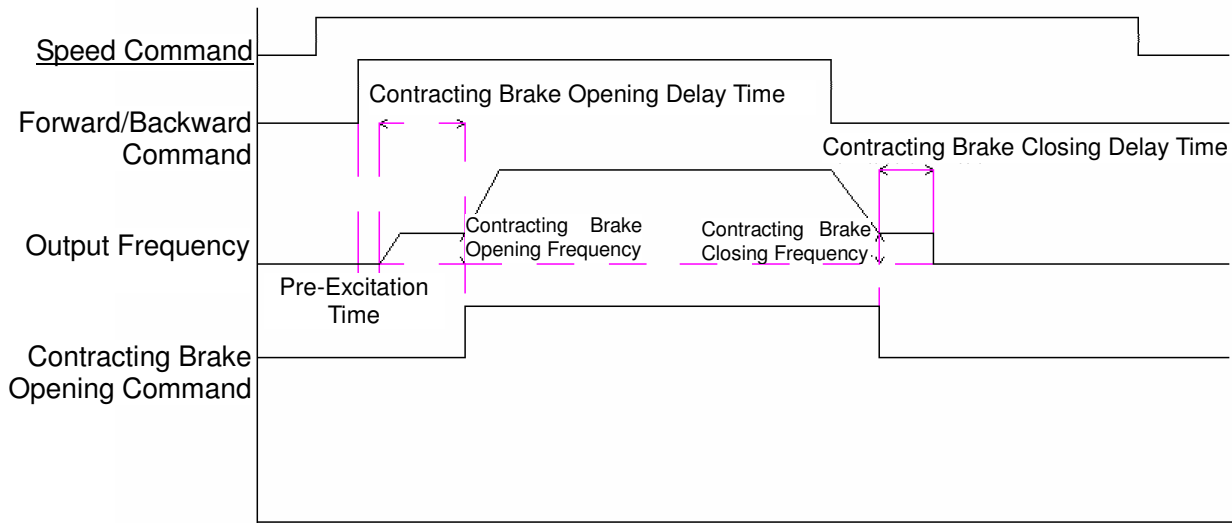 Speed Command
Contracting Brake Opening Delay Time
Forward/Backward
Command
Contracting Brake Closing Delay Time
Contracting Brake
Opening Frequency
Contracting Brake
Closing Frequency
Output Frequency
Pre-Excitation
Time
Contracting Brake
Opening Command